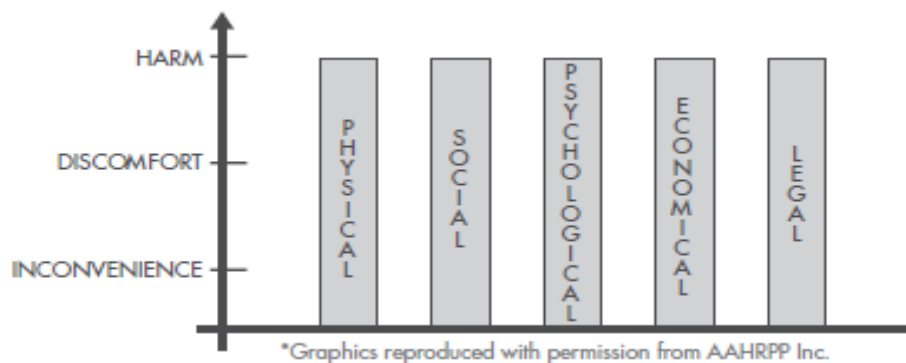 HARM
DISCOMFORT
INCONVENIENCE
PHYSICAL
SOCIAL
PSYCHOLOGICAL
ECONOMICAL
LEGAL
*Graphics reproduced with permission from AAHRPP Inc.